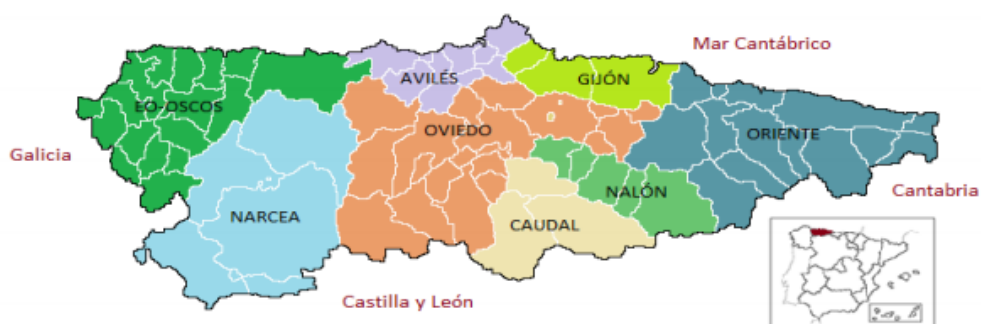 Mar Cantábrico
AVILÉS
GIJÓN
EO-OSCOS
OVIEDO
ORIENTE
Galicia
NALÓN
Cantabria
NARCEA
CAUDAL
Castilla y León